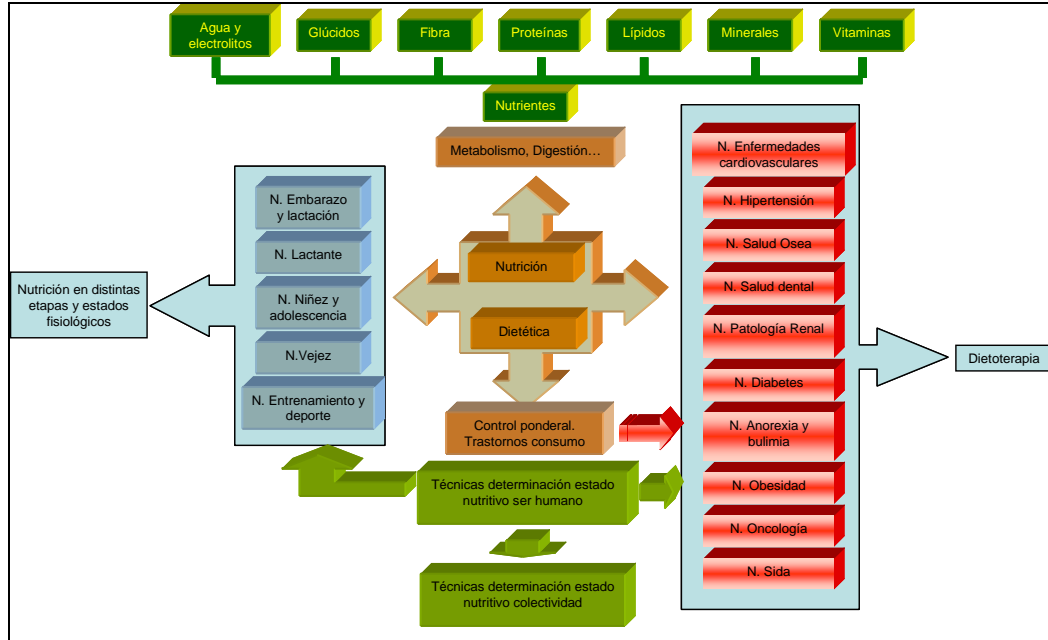 Agua y
electrolitos
Glúcidos
Fibra
Proteínas
Lípidos
Minerales
Vitaminas
Nutrientes
Metabolismo, Digestión…
Nutrición
Dietética
Control ponderal.
Trastornos consumo
Técnicas determinación estado
nutritivo ser humano
Técnicas determinación estado
nutritivo colectividad
N. Embarazo
y lactación
N. Lactante
N. Niñez y
adolescencia
N.Vejez
N. Entrenamiento y
deporte
Nutrición en distintas
etapas y estados
fisiológicos
N. Enfermedades
cardiovasculares
N. Hipertensión
N. Salud Osea
N. Salud dental
N. Patología Renal
N. Diabetes
N. Anorexia y
bulimia
N. Obesidad
N. Oncología
N. Sida
Dietoterapia